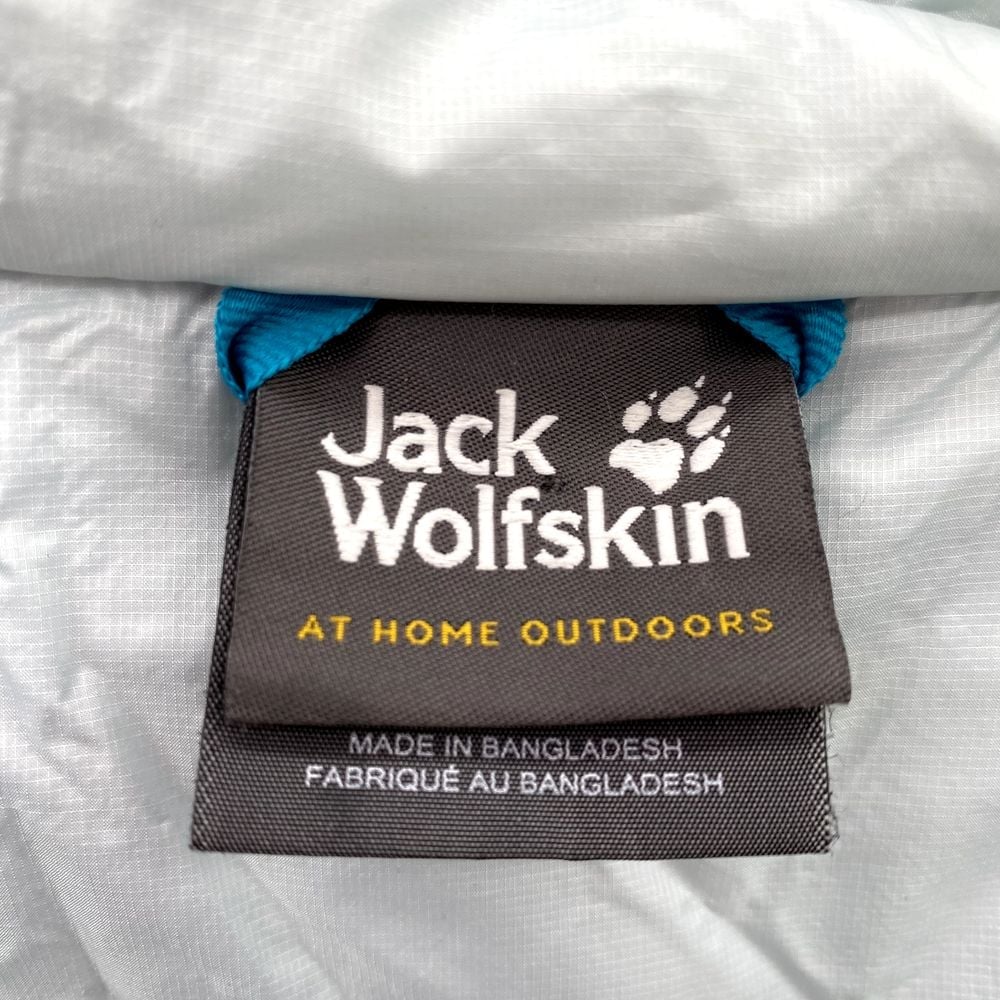 Jack
Wolfskin
AT HOME OUTDOORS
MADE IN BANGLADESH
FABRIQUÉ AU BANGLADESH